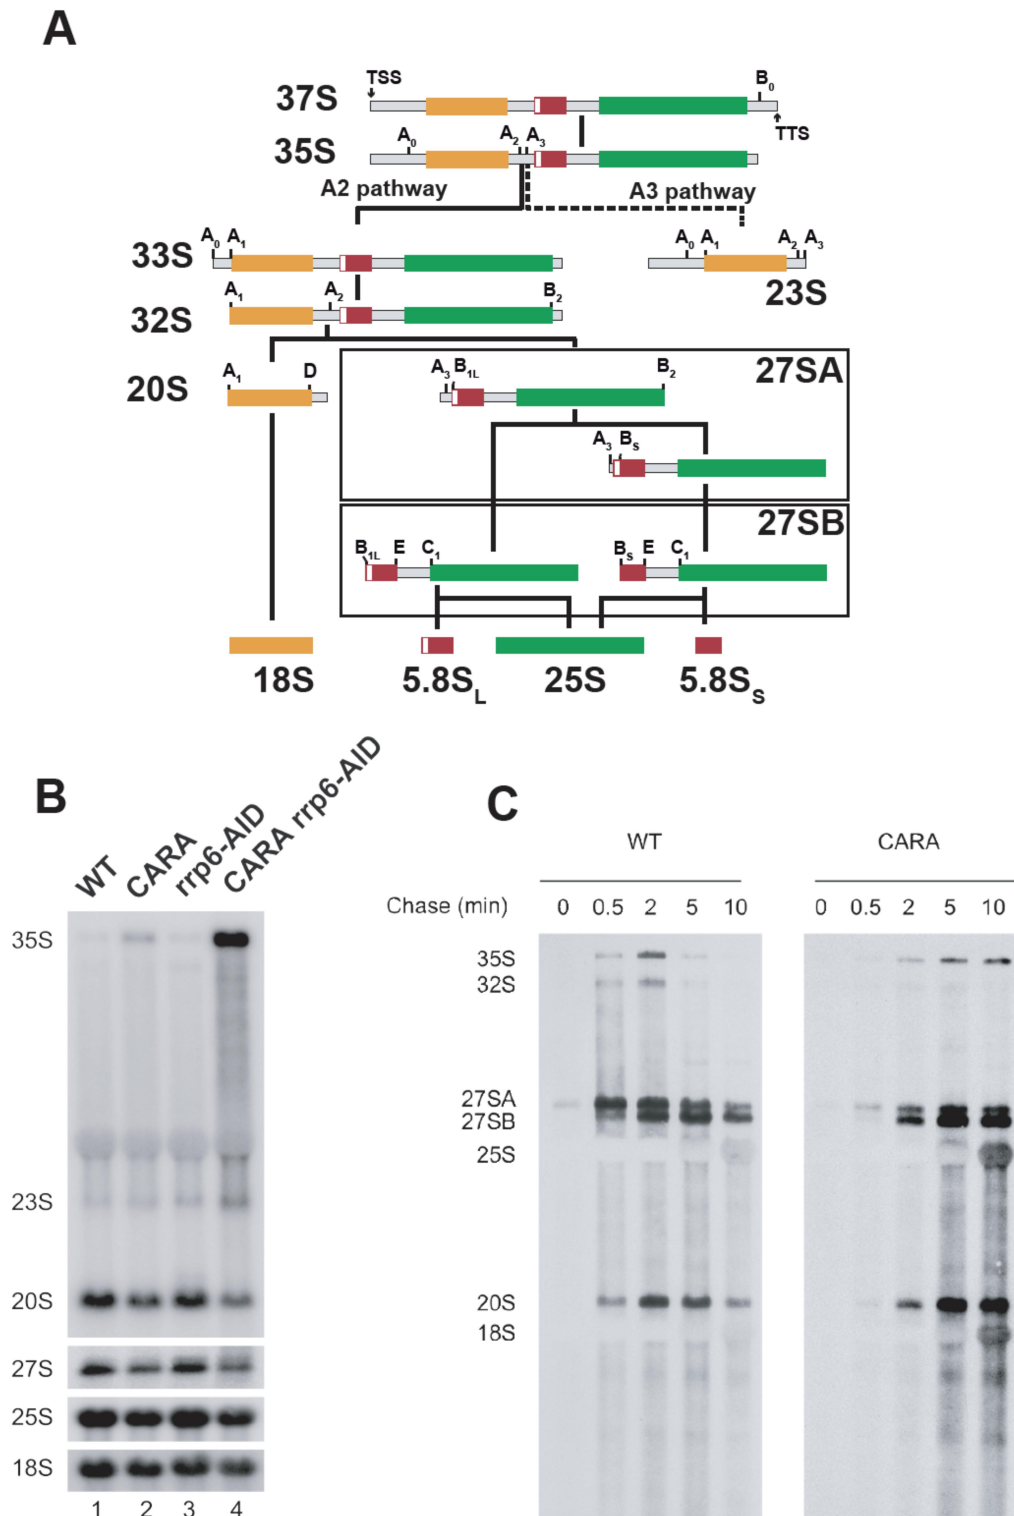 A
TSS
B0
37S
TTS
A0 A2 A3
35S
A2 pathway
A3 pathway
A0 A1
A0 A1 A2 A3
33S
23S
A1 A2 B2
32S
27SA
A1 D
A3 B1L B2
20S
A3 BS
27SB
B1L E C1
BS E C1
18S 5.8SL 25S 5.8SS
B
WT CARA rrp6-AID CARA rrp6-AID
35S
23S
20S
27S
25S
18S
1 2 3 4
C
WT CARA
Chase (min) 0 0.5 2 5 10 0 0.5 2 5 10
35S
32S
27SA
27SB
25S
20S
18S